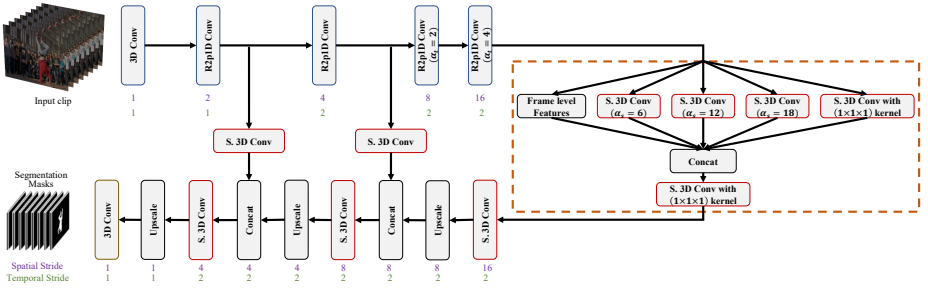 3D Conv
R2p1D Conv
R2p1D Conv
R2p1D Conv
(αₜ = 2)
R2p1D Conv
(αₜ = 4)
Input clip
1
2
4
8
16
1
1
2
2
2
Frame level
Features
S. 3D Conv
(αₛ = 6)
S. 3D Conv
(αₛ = 12)
S. 3D Conv
(αₛ = 18)
S. 3D Conv with
(1×1×1) kernel
S. 3D Conv
S. 3D Conv
Concat
S. 3D Conv with
(1×1×1) kernel
Segmentation
Masks
3D Conv
Upscale
S. 3D Conv
Concat
Upscale
S. 3D Conv
Concat
Upscale
S. 3D Conv
Spatial Stride
1
1
4
4
4
8
8
8
16
Temporal Stride
1
1
2
2
2
2
2
2
2